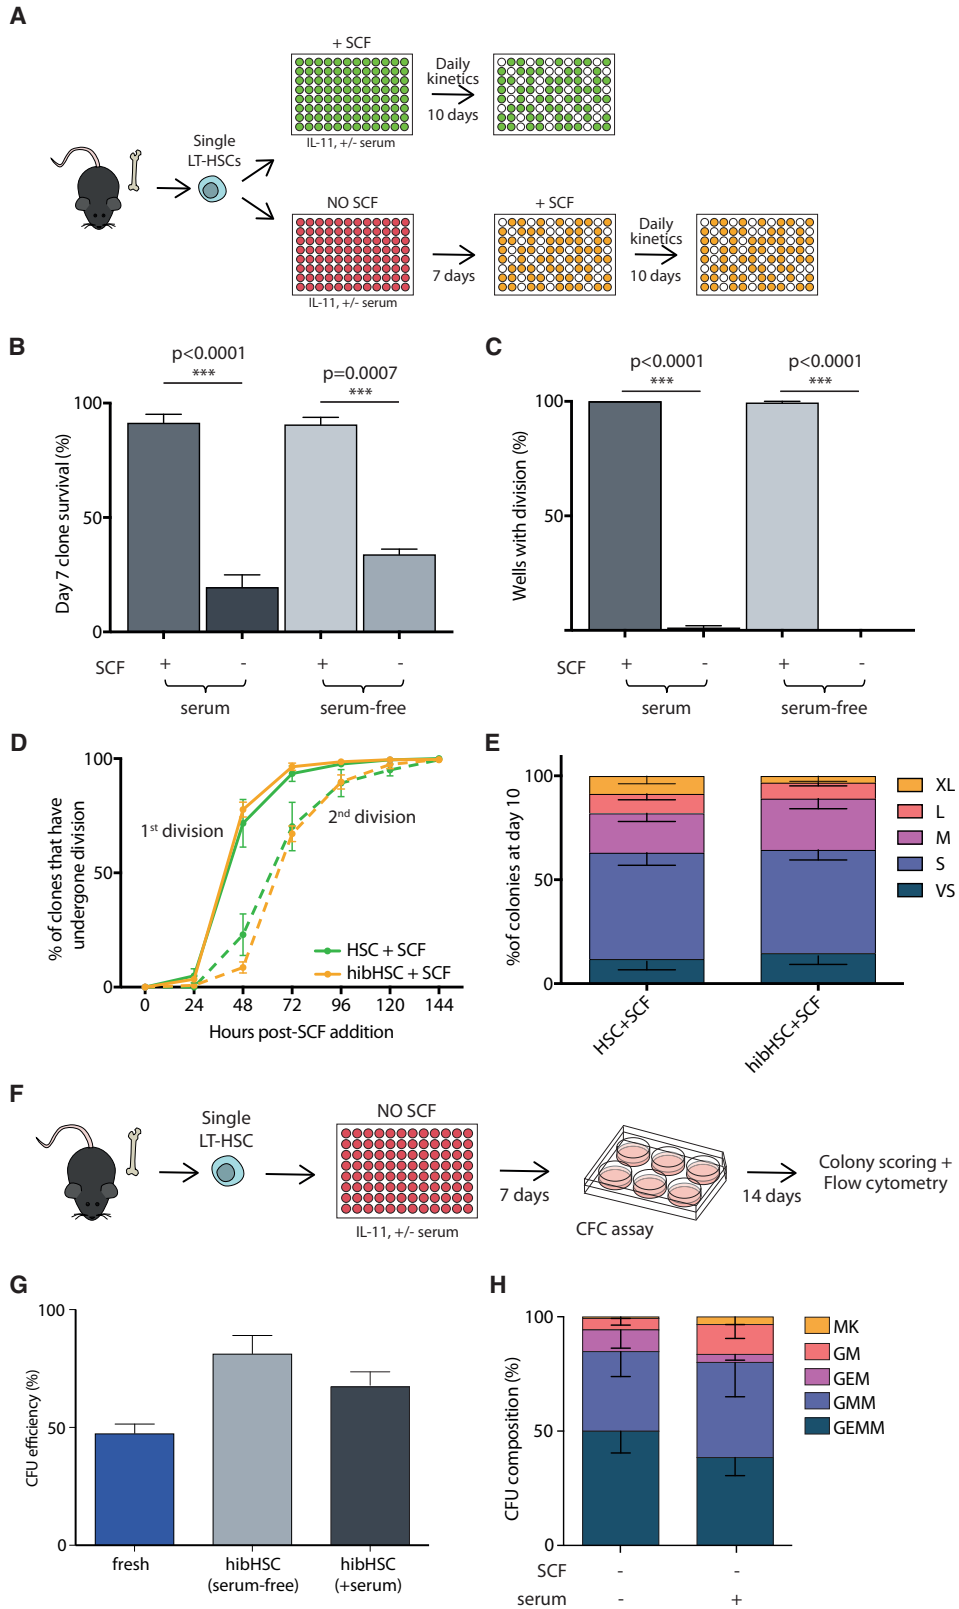 A
+ SCF
IL-11, +/- serum
Daily
kinetics
10 days
Single
LT-HSCs
NO SCF
IL-11, +/- serum
7 days
+ SCF
Daily
kinetics
10 days
B
p<0.0001
***
p=0.0007
***
Day 7 clone survival (%)
100
50
0
SCF
+
-
+
-
serum
serum-free
C
p<0.0001
***
p<0.0001
***
Wells with division (%)
100
50
SCF
+
-
+
-
serum
serum-free
D
% of clones that have
undergone division
100
50
0
1st division
2nd division
HSC + SCF
hibHSC + SCF
0
24
48
72
96
120
144
Hours post-SCF addition
E
%of colonies at day 10
100
50
0
HSC+SCF
hibHSC+SCF
XL
L
M
S
VS
F
Single
LT-HSC
NO SCF
IL-11, +/- serum
7 days
CFC assay
14 days
Colony scoring +
Flow cytometry
G
CFU efficiency (%)
100
50
0
fresh
hibHSC
(serum-free)
hibHSC
(+serum)
H
CFU composition (%)
100
50
0
SCF
-
-
serum
-
+
MK
GM
GEM
GMM
GEMM